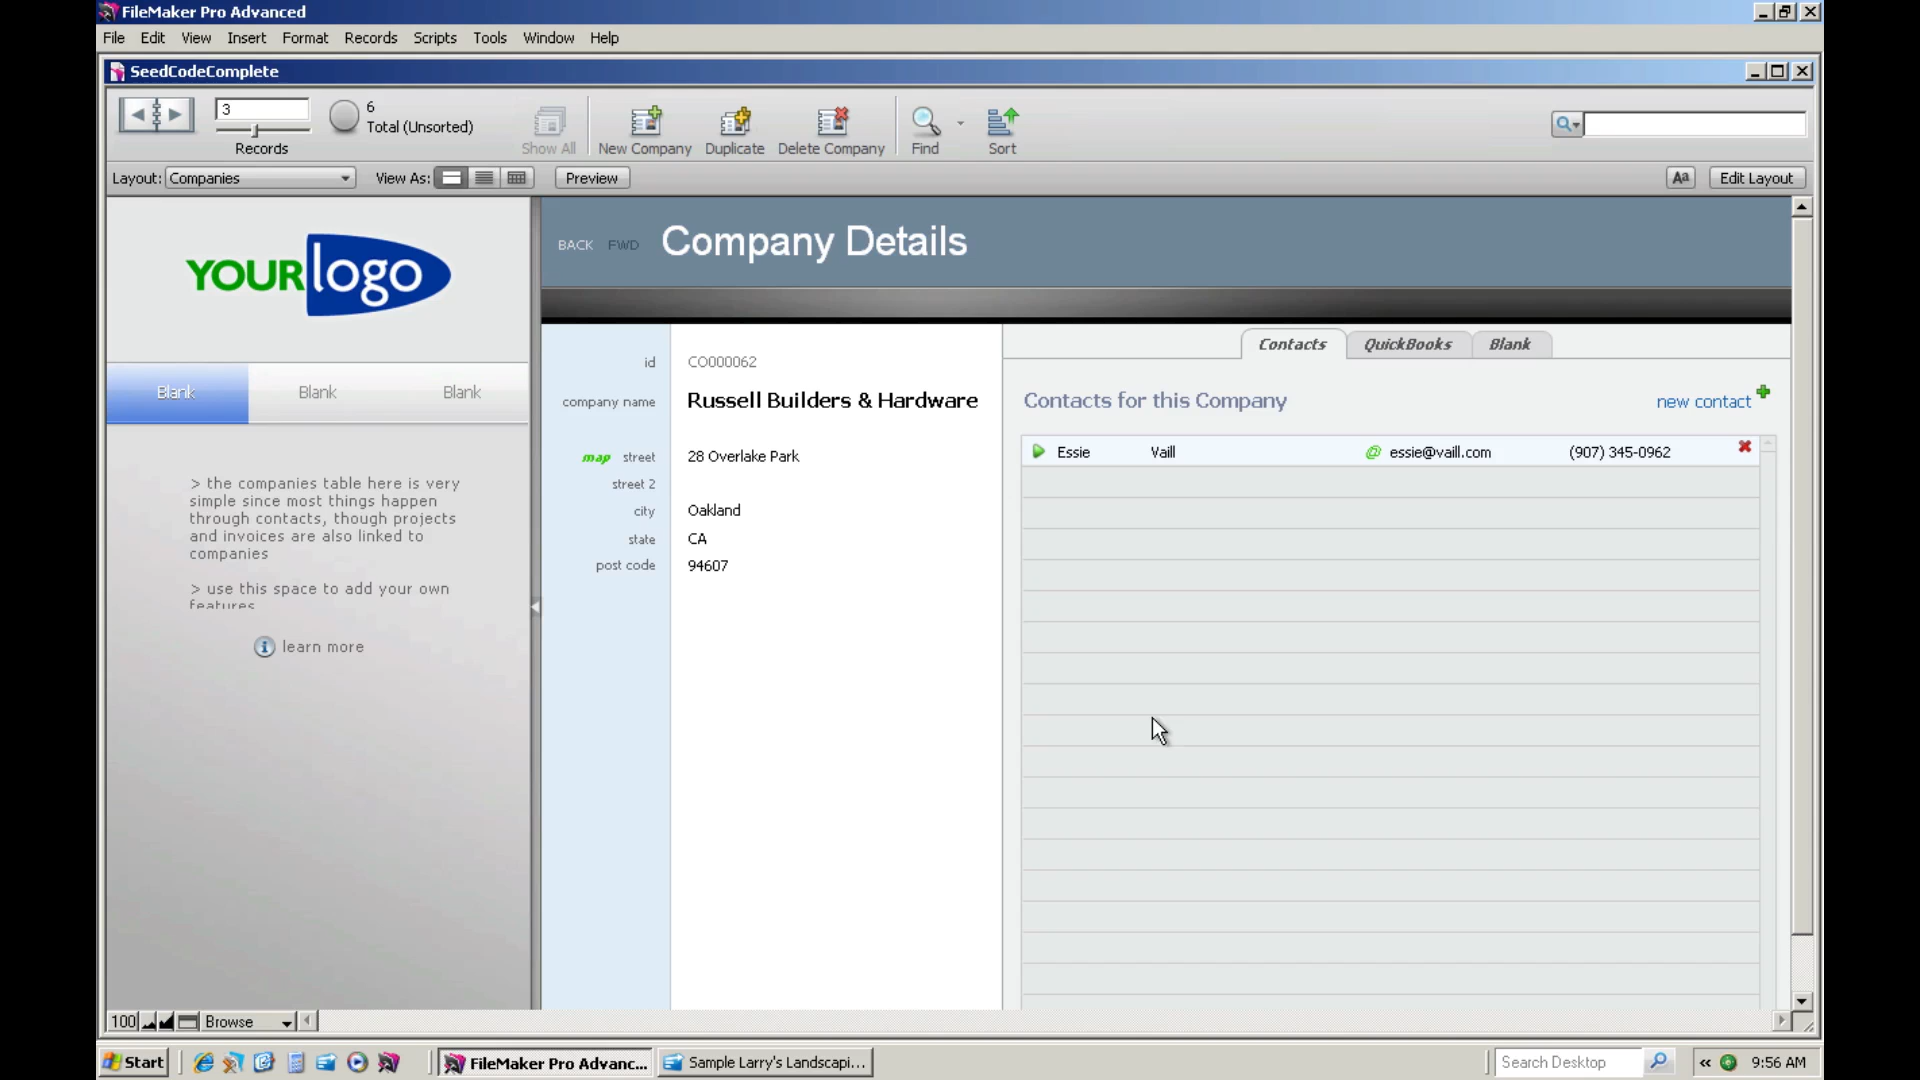 FileMaker Pro Advanced
File Edit View Insert Format Records Scripts Tools Window Help
SeedCodeComplete
3
Records
6
Total (Unsorted)
Show All
New Company
Duplicate
Delete Company
Find
Sort
Layout: Companies
View As:
Preview
Aa
Edit Layout
YOUR logo
Blank Blank Blank
> the companies table here is very
simple since most things happen
through contacts, though projects
and invoices are also linked to
companies
> use this space to add your own
features
learn more
BACK FWD Company Details
id CO000062
company name Russell Builders & Hardware
map street 28 Overlake Park
street 2
city Oakland
state CA
post code 94607
Contacts QuickBooks Blank
Contacts for this Company
new contact
Essie Vaill @ essie@vaill.com (907) 345-0962
100 Browse
Start
FileMaker Pro Advanc...
Sample Larry's Landscapi...
Search Desktop
« 9:56 AM